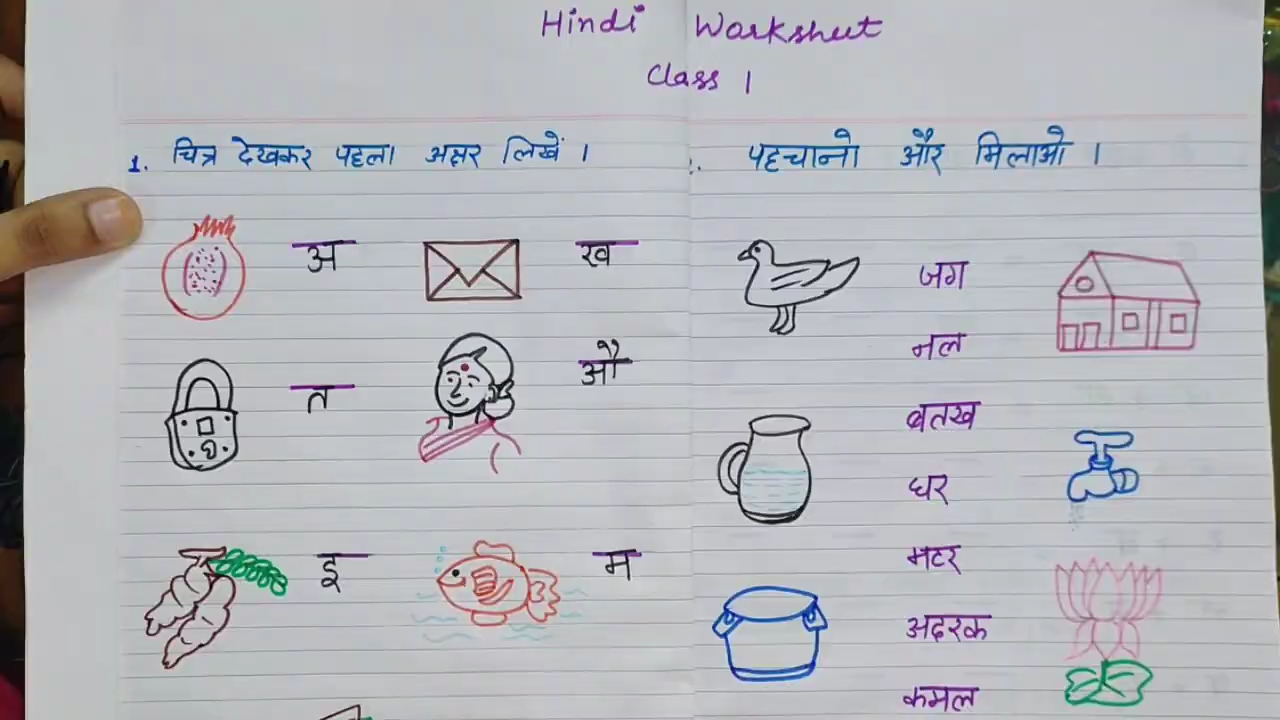 Hindi Worksheet
Class 1
1. चित्र देखकर पहला अक्षर लिखें ।
अ
ख
त
औ
इ
म
. पहचानो और मिलाओ ।
जग
नल
बतख
घर
मटर
अदरक
कमल